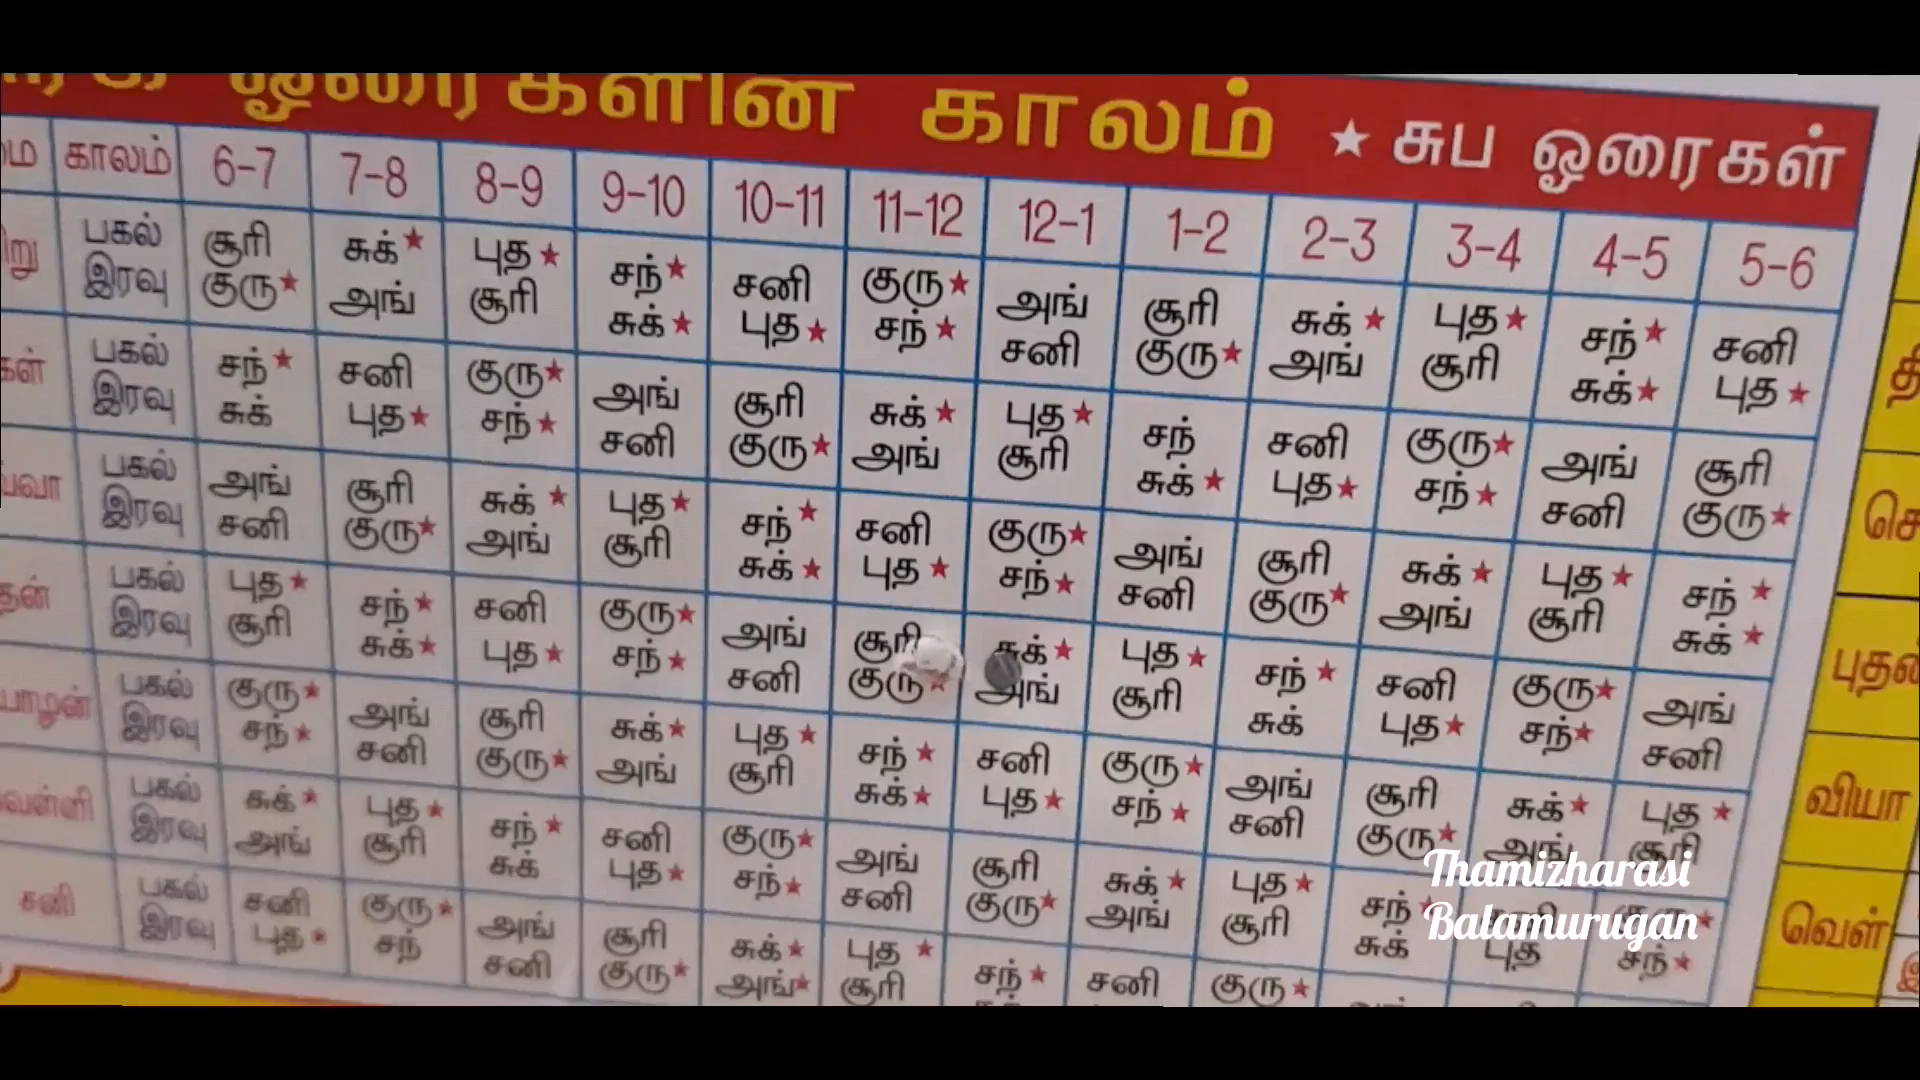 ஓரைகளின் காலம் ★ சுப ஓரைகள்
காலம் 6-7 7-8 8-9 9-10 10-11 11-12 12-1 1-2 2-3 3-4 4-5 5-6
பகல் சூரி சுக்★ புத★ சந்★ சனி குரு★ அங் சூரி சுக்★ புத★ சந்★ சனி
இரவு குரு★ அங் சூரி சுக்★ புத★ சந்★ சனி குரு★ அங் சூரி சுக்★ புத★
பகல் சந்★ சனி குரு★ அங் சூரி சுக்★ புத★ சந் சனி குரு★ அங் சூரி
இரவு சுக் புத★ சந்★ சனி குரு★ அங் சூரி சுக்★ புத★ சந்★ சனி குரு★
பகல் அங் சூரி சுக்★ புத★ சந்★ சனி குரு★ அங் சூரி சுக்★ புத★ சந்★
இரவு சனி குரு★ அங் சூரி சுக்★ புத★ சந்★ சனி குரு★ அங் சூரி சுக்★
பகல் புத★ சந்★ சனி குரு★ அங் சூரி சுக்★ புத★ சந்★ சனி குரு★ அங்
இரவு சூரி சுக்★ புத★ சந்★ சனி குரு★ அங் சூரி சுக் புத★ சந்★ சனி
பகல் குரு★ அங் சூரி சுக்★ புத★ சந்★ சனி குரு★ அங் சூரி சுக்★ புத★
இரவு சந்★ சனி குரு★ அங் சூரி சுக்★ புத★ சந்★ சனி குரு★ அங் சூரி
வெள்ளி பகல் சுக்★ புத★ சந்★ சனி குரு★ அங் சூரி சுக்★ புத★ சந்★
இரவு அங் சூரி சுக் புத★ சந்★ சனி குரு★ அங் சூரி சுக் புத சந்★
சனி பகல் சனி குரு★ அங் சூரி சுக்★ புத★ சந்★ சனி குரு★
இரவு புத★ சந் சனி குரு★ அங்★ சூரி
வியா
வெள்
Thamizharasi
Balamurugan